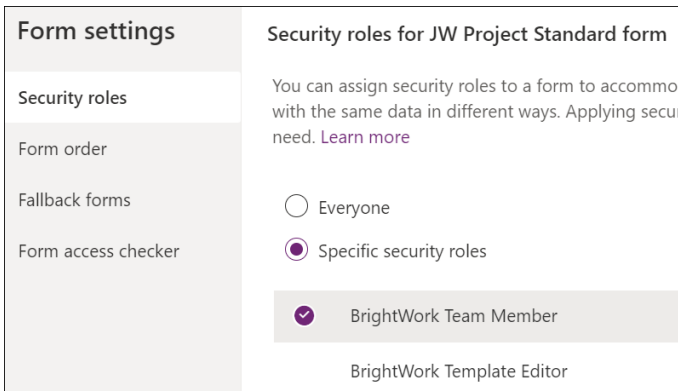 Form settings
Security roles
Form order
Fallback forms
Form access checker
Security roles for JW Project Standard form
You can assign security roles to a form to accommo
with the same data in different ways. Applying secu
need. Learn more
Everyone
Specific security roles
BrightWork Team Member
BrightWork Template Editor